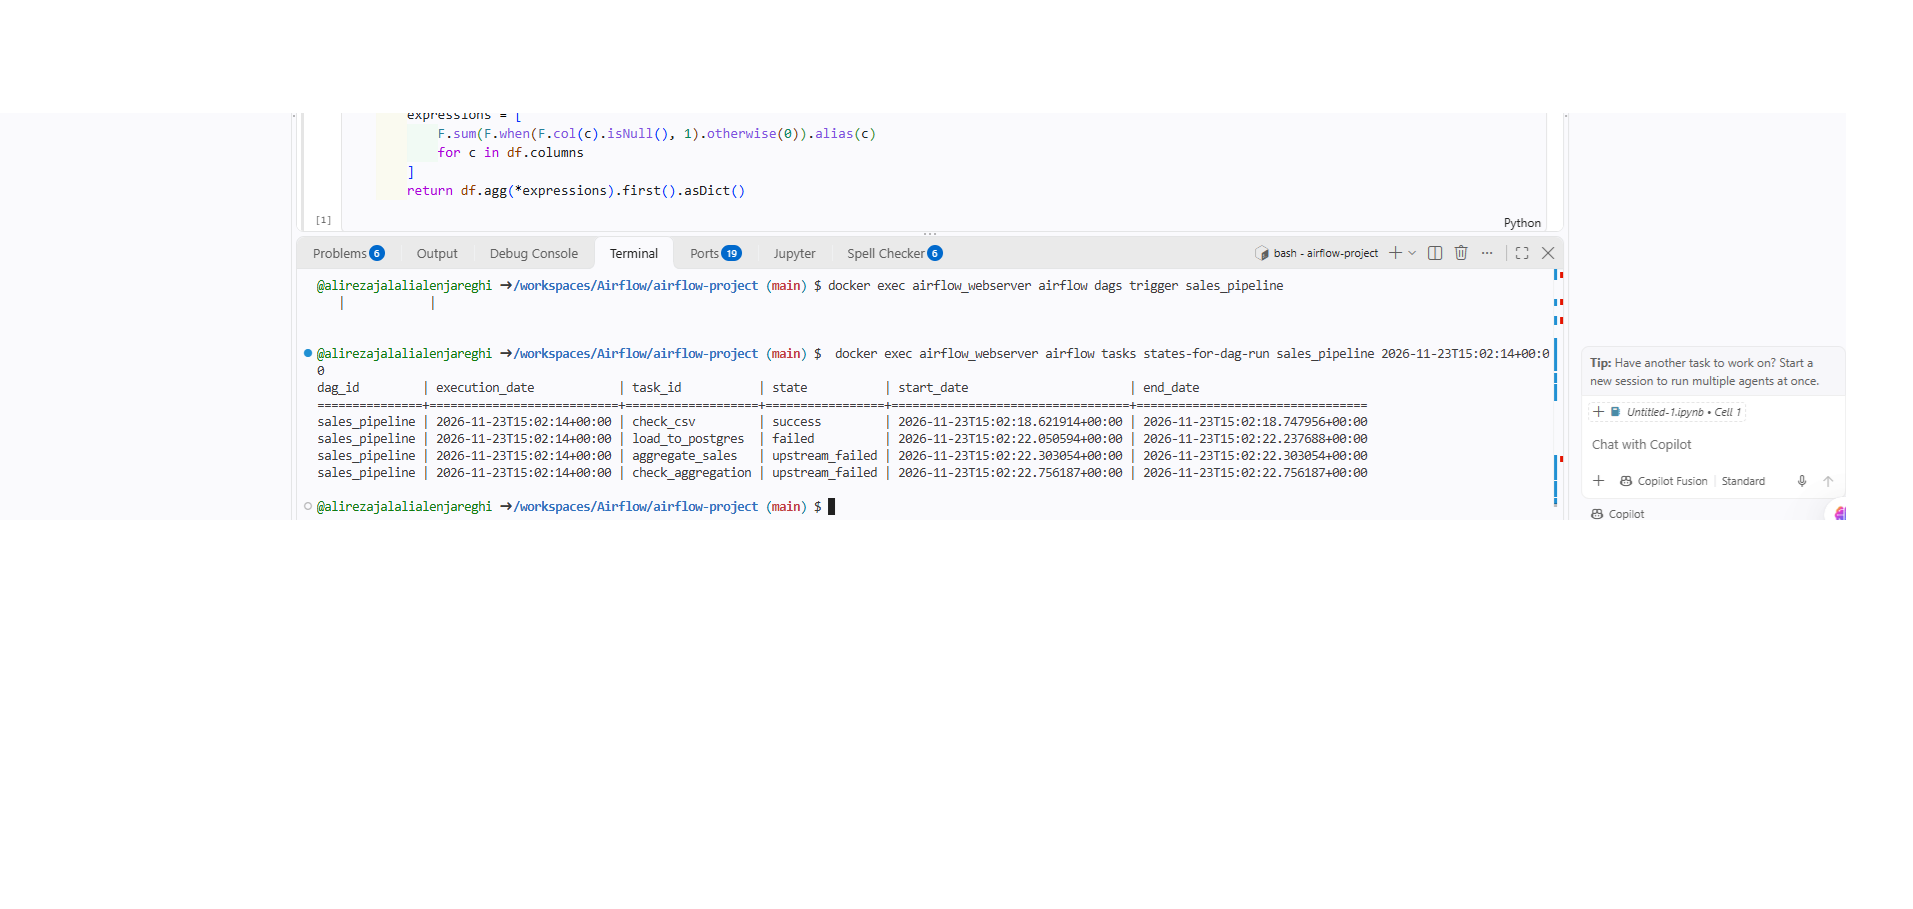 expressions = [
F.sum(F.when(F.col(c).isNull(), 1).otherwise(0)).alias(c)
for c in df.columns
]
return df.agg(*expressions).first().asDict()
[1]
Python
Problems 6 Output Debug Console Terminal Ports 19 Jupyter Spell Checker 6 bash - airflow-project
@alirezajalalialenjareghi →/workspaces/Airflow/airflow-project (main) $ docker exec airflow_webserver airflow dags trigger sales_pipeline
| |
@alirezajalalialenjareghi →/workspaces/Airflow/airflow-project (main) $  docker exec airflow_webserver airflow tasks states-for-dag-run sales_pipeline 2026-11-23T15:02:14+00:0
0
dag_id | execution_date | task_id | state | start_date | end_date
==============+===========================+===================+=================+==================================+=================================
sales_pipeline | 2026-11-23T15:02:14+00:00 | check_csv | success | 2026-11-23T15:02:18.621914+00:00 | 2026-11-23T15:02:18.747956+00:00
sales_pipeline | 2026-11-23T15:02:14+00:00 | load_to_postgres | failed | 2026-11-23T15:02:22.050594+00:00 | 2026-11-23T15:02:22.237688+00:00
sales_pipeline | 2026-11-23T15:02:14+00:00 | aggregate_sales | upstream_failed | 2026-11-23T15:02:22.303054+00:00 | 2026-11-23T15:02:22.303054+00:00
sales_pipeline | 2026-11-23T15:02:14+00:00 | check_aggregation | upstream_failed | 2026-11-23T15:02:22.756187+00:00 | 2026-11-23T15:02:22.756187+00:00
@alirezajalalialenjareghi →/workspaces/Airflow/airflow-project (main) $
Tip: Have another task to work on? Start a
new session to run multiple agents at once.
Untitled-1.ipynb • Cell 1
Chat with Copilot
Copilot Fusion | Standard
Copilot